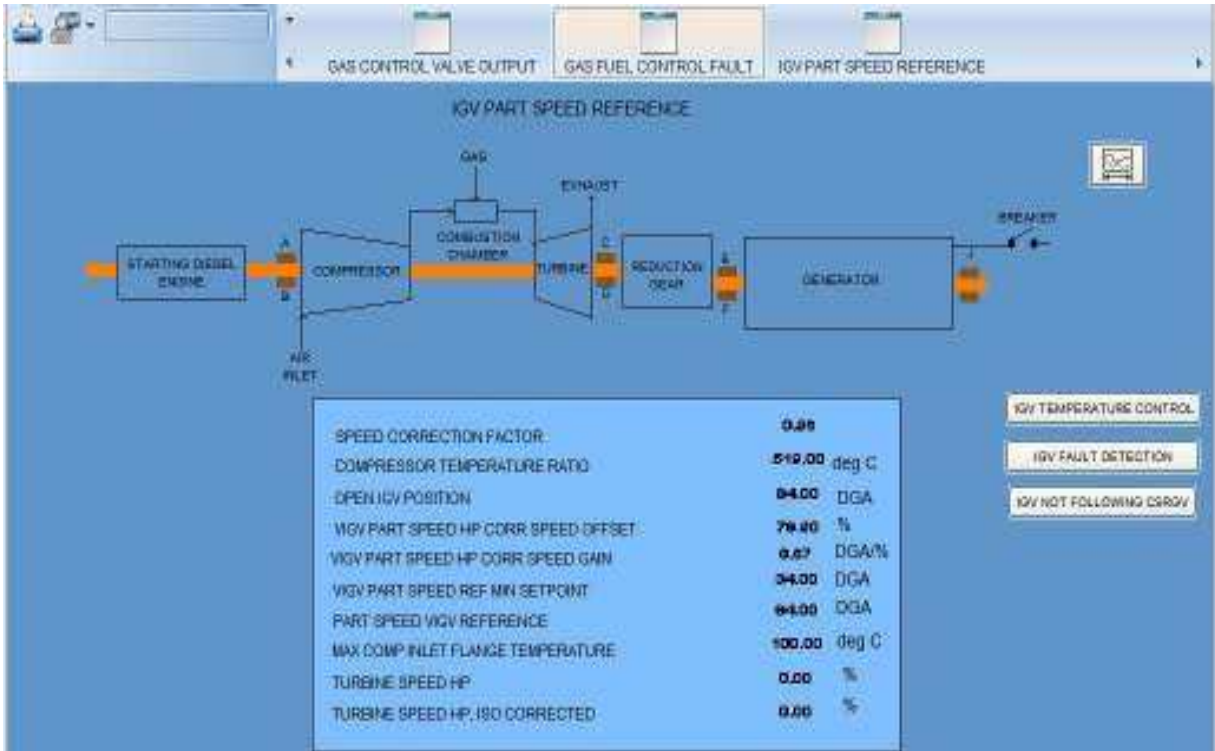 GAS CONTROL VALVE OUTPUT
GAS FUEL CONTROL FAULT
IGV PART SPEED REFERENCE
IGV PART SPEED REFERENCE
GAS
EXHAUST
BREAKER
A
COMBUSTION
CHAMBER
C
E
J
STARTING DIESEL
ENGINE
COMPRESSOR
TURBINE
REDUCTION
GEAR
GENERATOR
B
D
F
AIR
INLET
IGV TEMPERATURE CONTROL
IGV FAULT DETECTION
IGV NOT FOLLOWING CSRGV
SPEED CORRECTION FACTOR
COMPRESSOR TEMPERATURE RATIO 519.00 deg C
OPEN IGV POSITION DGA
VIGV PART SPEED HP CORR SPEED OFFSET %
VIGV PART SPEED HP CORR SPEED GAIN DGA/%
VIGV PART SPEED REF MIN SETPOINT 34.00 DGA
PART SPEED VIGV REFERENCE DGA
MAX COMP INLET FLANGE TEMPERATURE 100.00 deg C
TURBINE SPEED HP 0.00 %
TURBINE SPEED HP, ISO CORRECTED 0.00 %